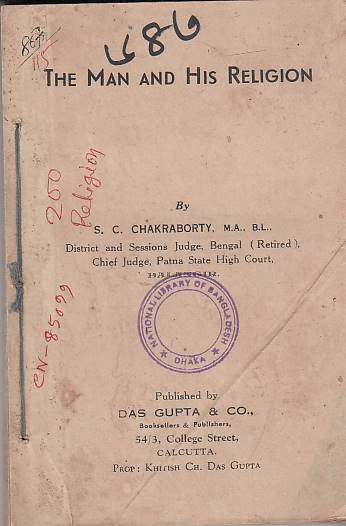 863
115
THE MAN AND HIS RELIGION
200
Religion
CN-85099
By
S. C. CHAKRABORTY, M.A., B.L.,
District and Sessions Judge, Bengal (Retired),
Chief Judge, Patna State High Court,
NATIONAL LIBRARY OF BANGLADESH
★ DHAKA ★
Published by
DAS GUPTA & CO.,
Booksellers & Publishers,
54/3, College Street,
CALCUTTA.
PROP: KHITISH CH. DAS GUPTA